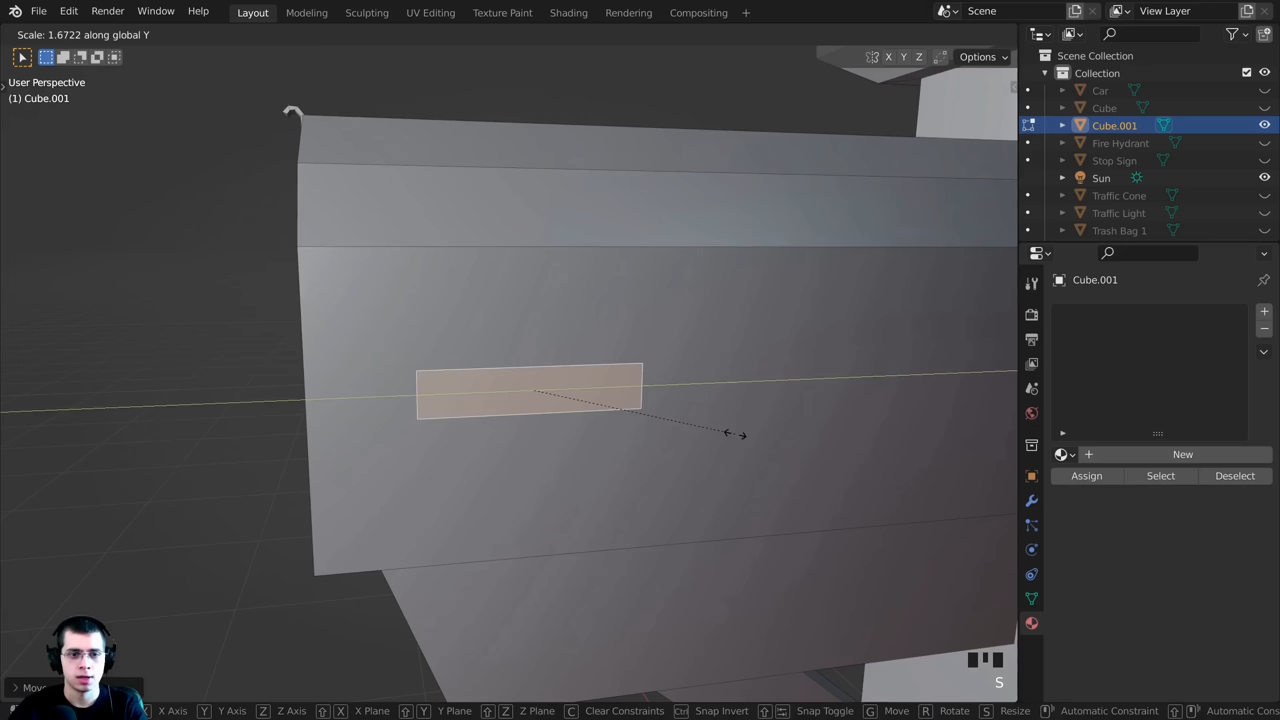 File Edit Render Window Help
Layout Modeling Sculpting UV Editing Texture Paint Shading Rendering Compositing +
Scene
View Layer
Scale: 1.6722 along global Y
X Y Z Options
User Perspective
(1) Cube.001
Scene Collection
Collection
Car
Cube
Cube.001
Fire Hydrant
Stop Sign
Sun
Traffic Cone
Traffic Light
Trash Bag 1
Cube.001
New
Assign Select Deselect
S
X X Axis Y Y Axis Z Z Axis X X Plane Y Y Plane Z Z Plane C Clear Constraints Ctrl Snap Invert Snap Toggle G Move R Rotate S Resize Automatic Constraint Automatic Cons